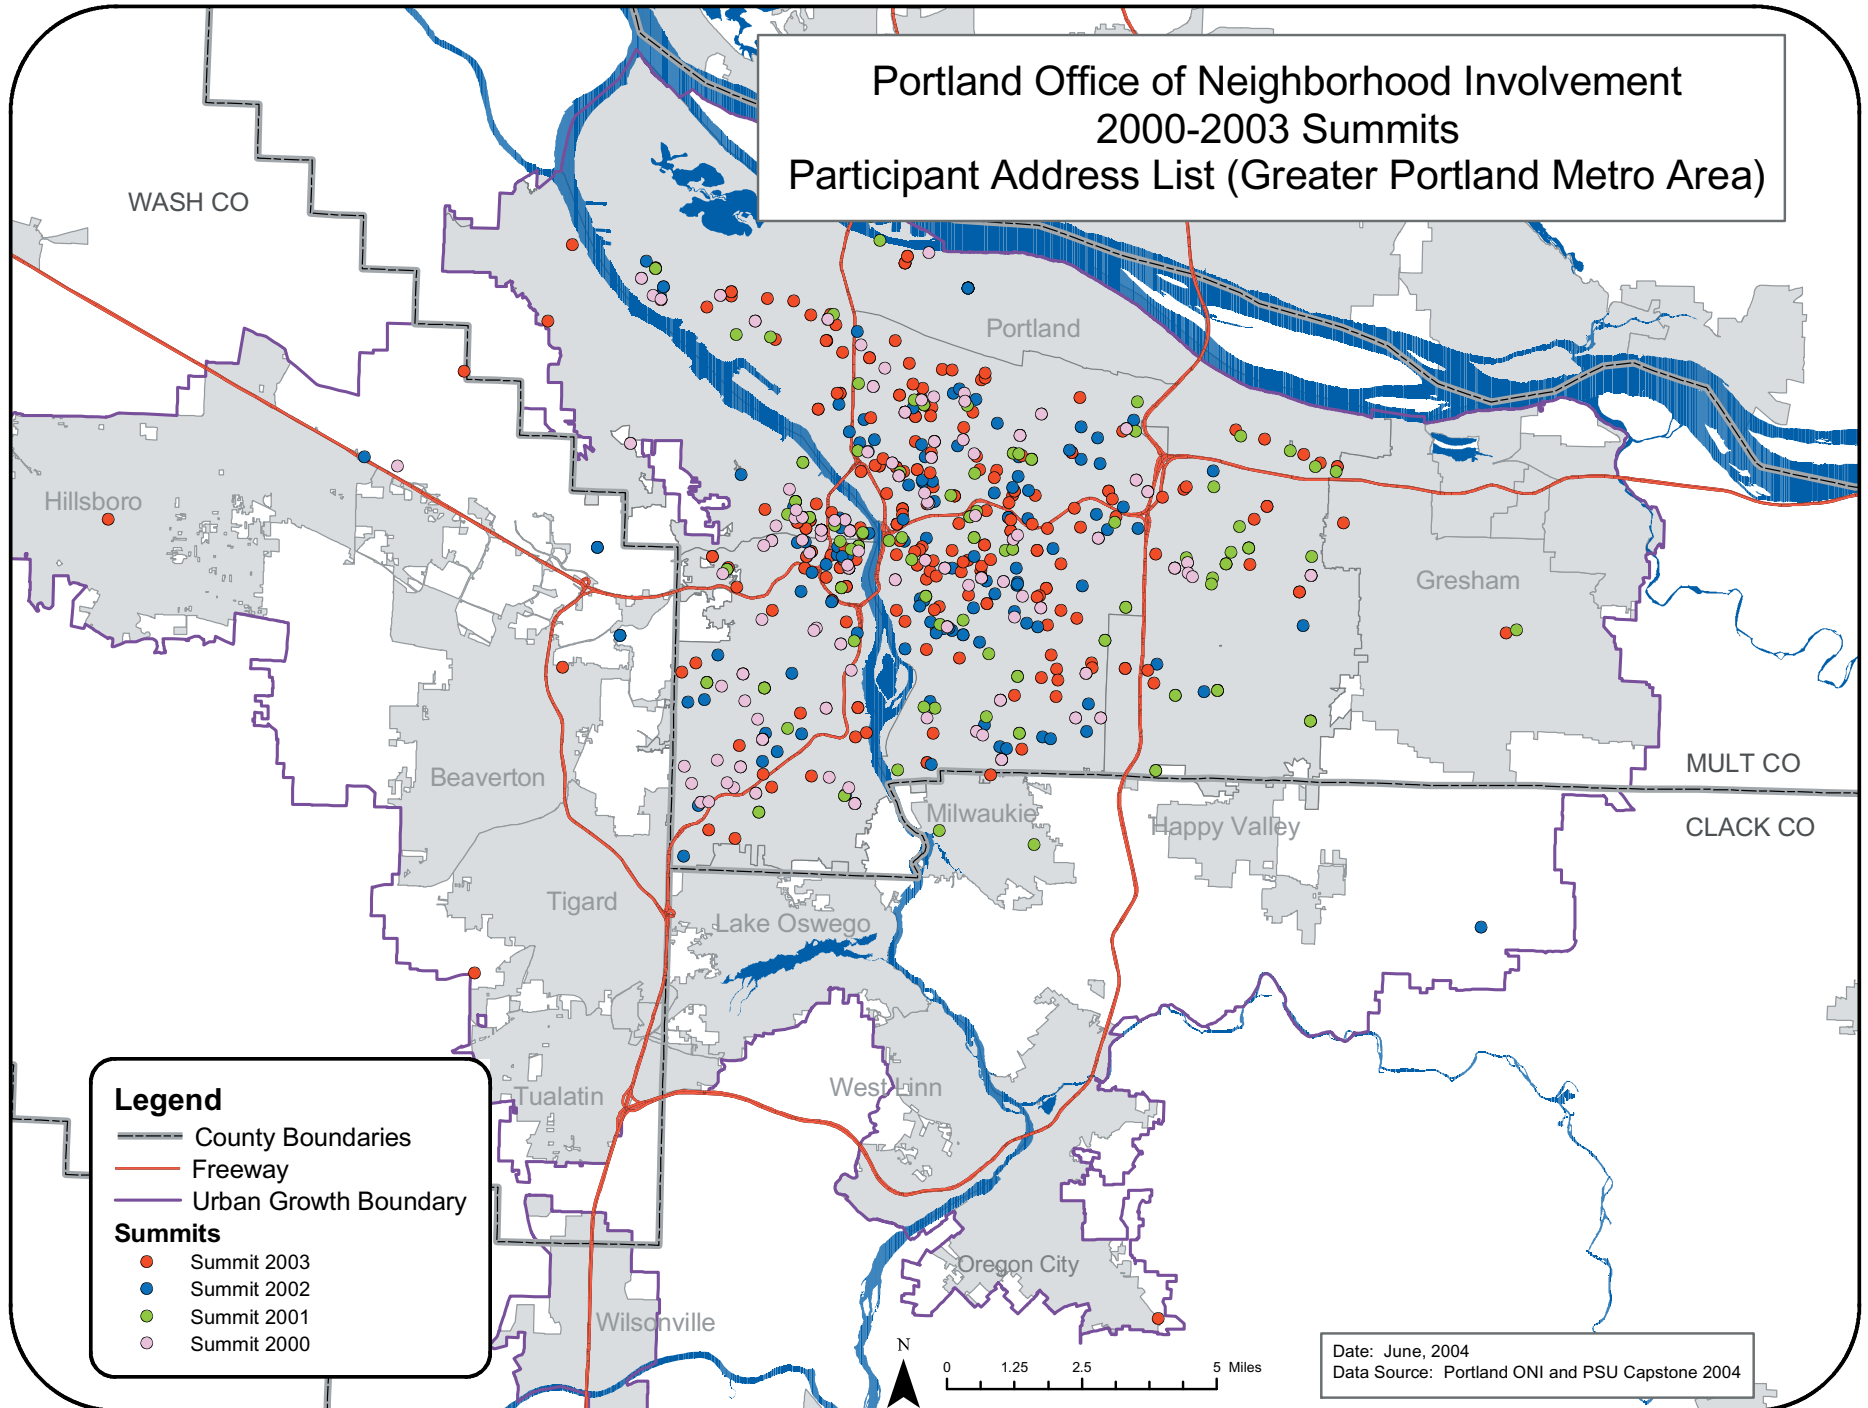 Portland Office of Neighborhood Involvement
2000-2003 Summits
Participant Address List (Greater Portland Metro Area)
WASH CO
Portland
Hillsboro
Gresham
Beaverton
MULT CO
Milwaukie
Happy Valley
CLACK CO
Tigard
Lake Oswego
West Linn
Tualatin
Oregon City
Wilsonville
Legend
County Boundaries
Freeway
Urban Growth Boundary
Summits
Summit 2003
Summit 2002
Summit 2001
Summit 2000
N
0 1.25 2.5 5 Miles
Date: June, 2004
Data Source: Portland ONI and PSU Capstone 2004